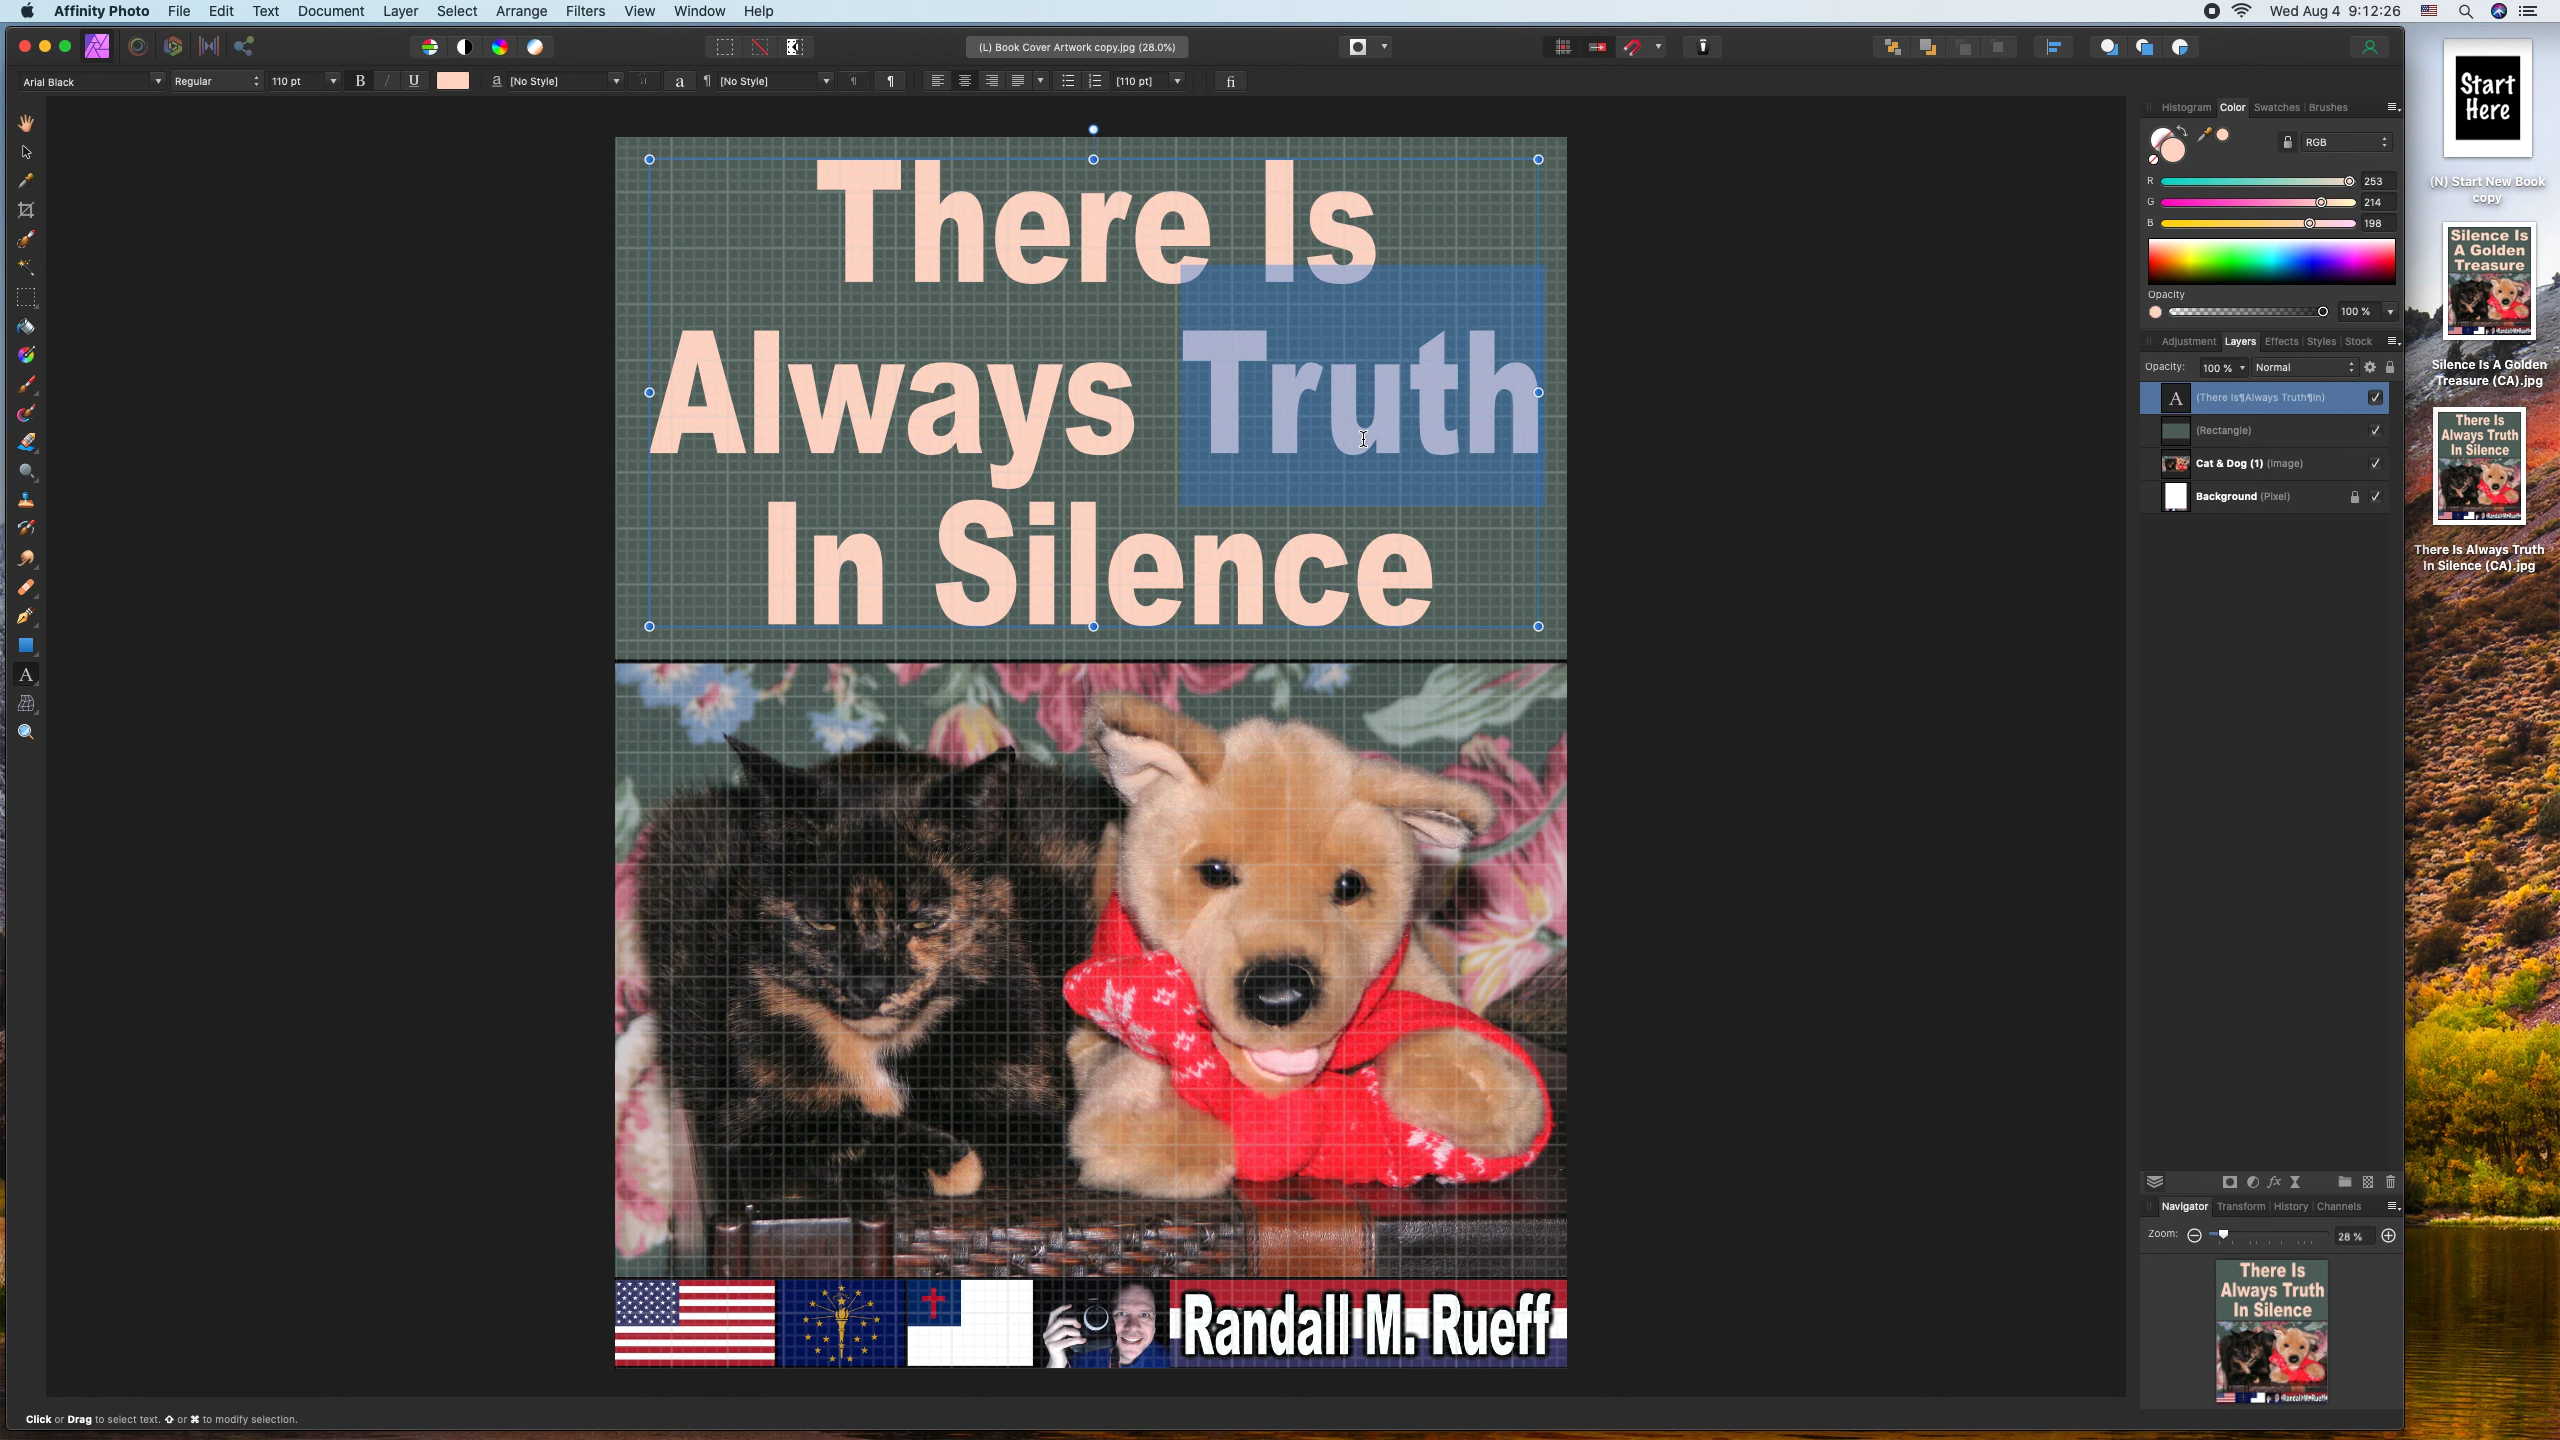 Affinity Photo File Edit Text Document Layer Select Arrange Filters View Window Help
Wed Aug 4 9:12:26
(L) Book Cover Artwork copy.jpg (28.0%)
Arial Black Regular 110 pt B I U a [No Style] a ¶ [No Style] ¶ [110 pt] fi
There Is
Always Truth
In Silence
Randall M. Rueff
Click or Drag to select text. ⇧ or ⌘ to modify selection.
Histogram Color Swatches Brushes
RGB
R 253
G 214
B 198
Opacity
100 %
Adjustment Layers Effects Styles Stock
Opacity: 100 % Normal
A (There Is¶Always Truth¶In)
(Rectangle)
Cat & Dog (1) (Image)
Background (Pixel)
fx
Navigator Transform History Channels
Zoom: 28 %
There Is
Always Truth
In Silence
Randall M. Rueff
Start
Here
(N) Start New Book
copy
Silence Is
A Golden
Treasure
Silence Is A Golden
Treasure (CA).jpg
There Is
Always Truth
In Silence
There Is Always Truth
In Silence (CA).jpg